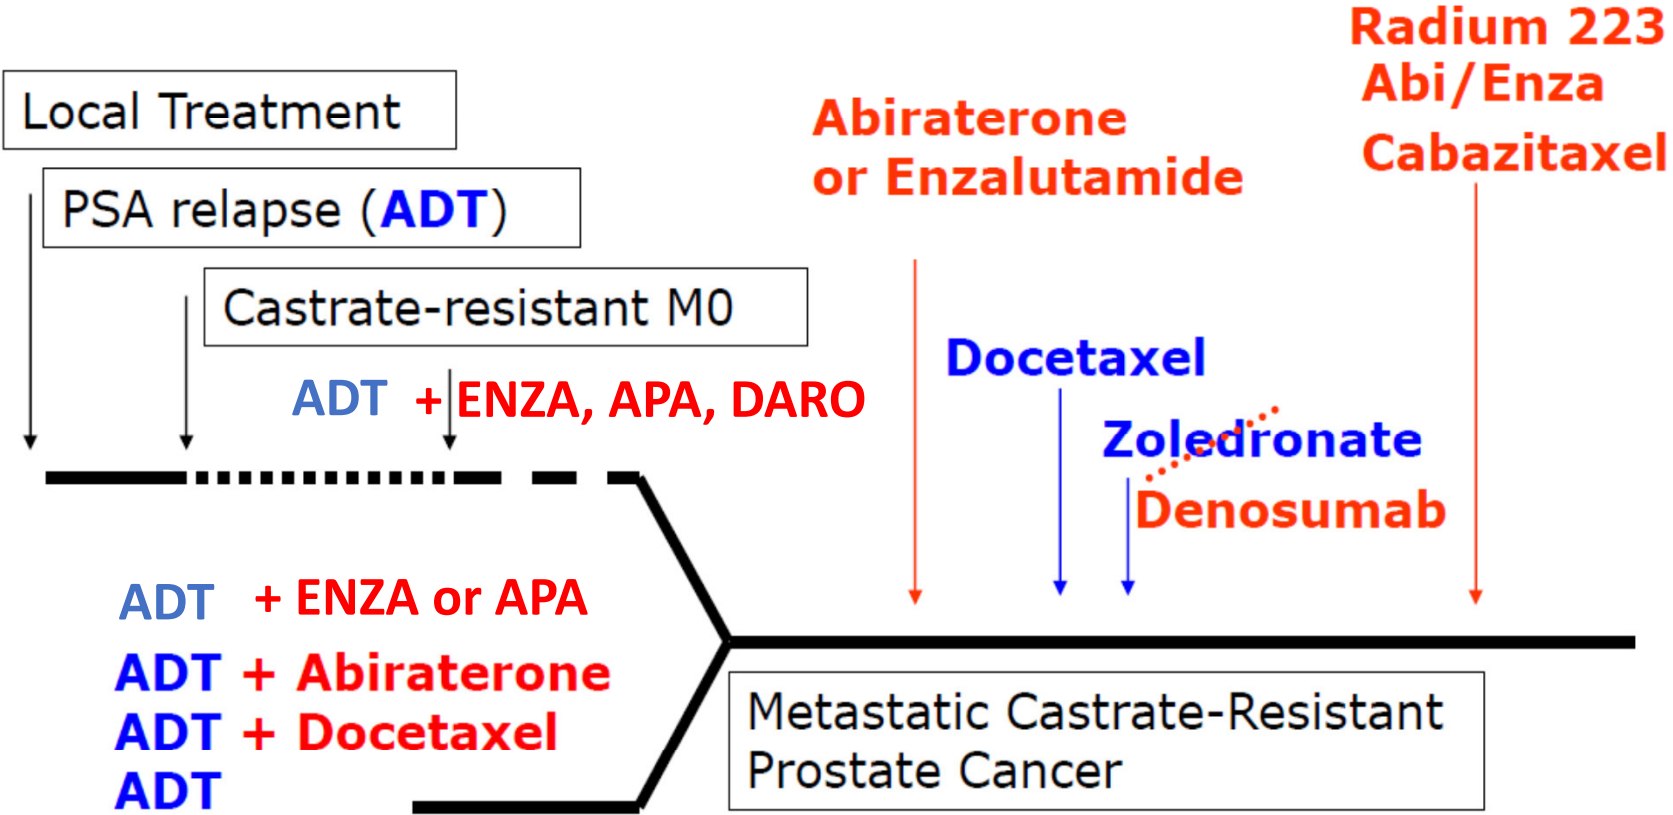 Local Treatment
PSA relapse (ADT)
Castrate-resistant M0
ADT + ENZA, APA, DARO
ADT + ENZA or APA
ADT + Abiraterone
ADT + Docetaxel
ADT
Abiraterone
or Enzalutamide
Docetaxel
Zoledronate
Denosumab
Radium 223
Abi/Enza
Cabazitaxel
Metastatic Castrate-Resistant
Prostate Cancer